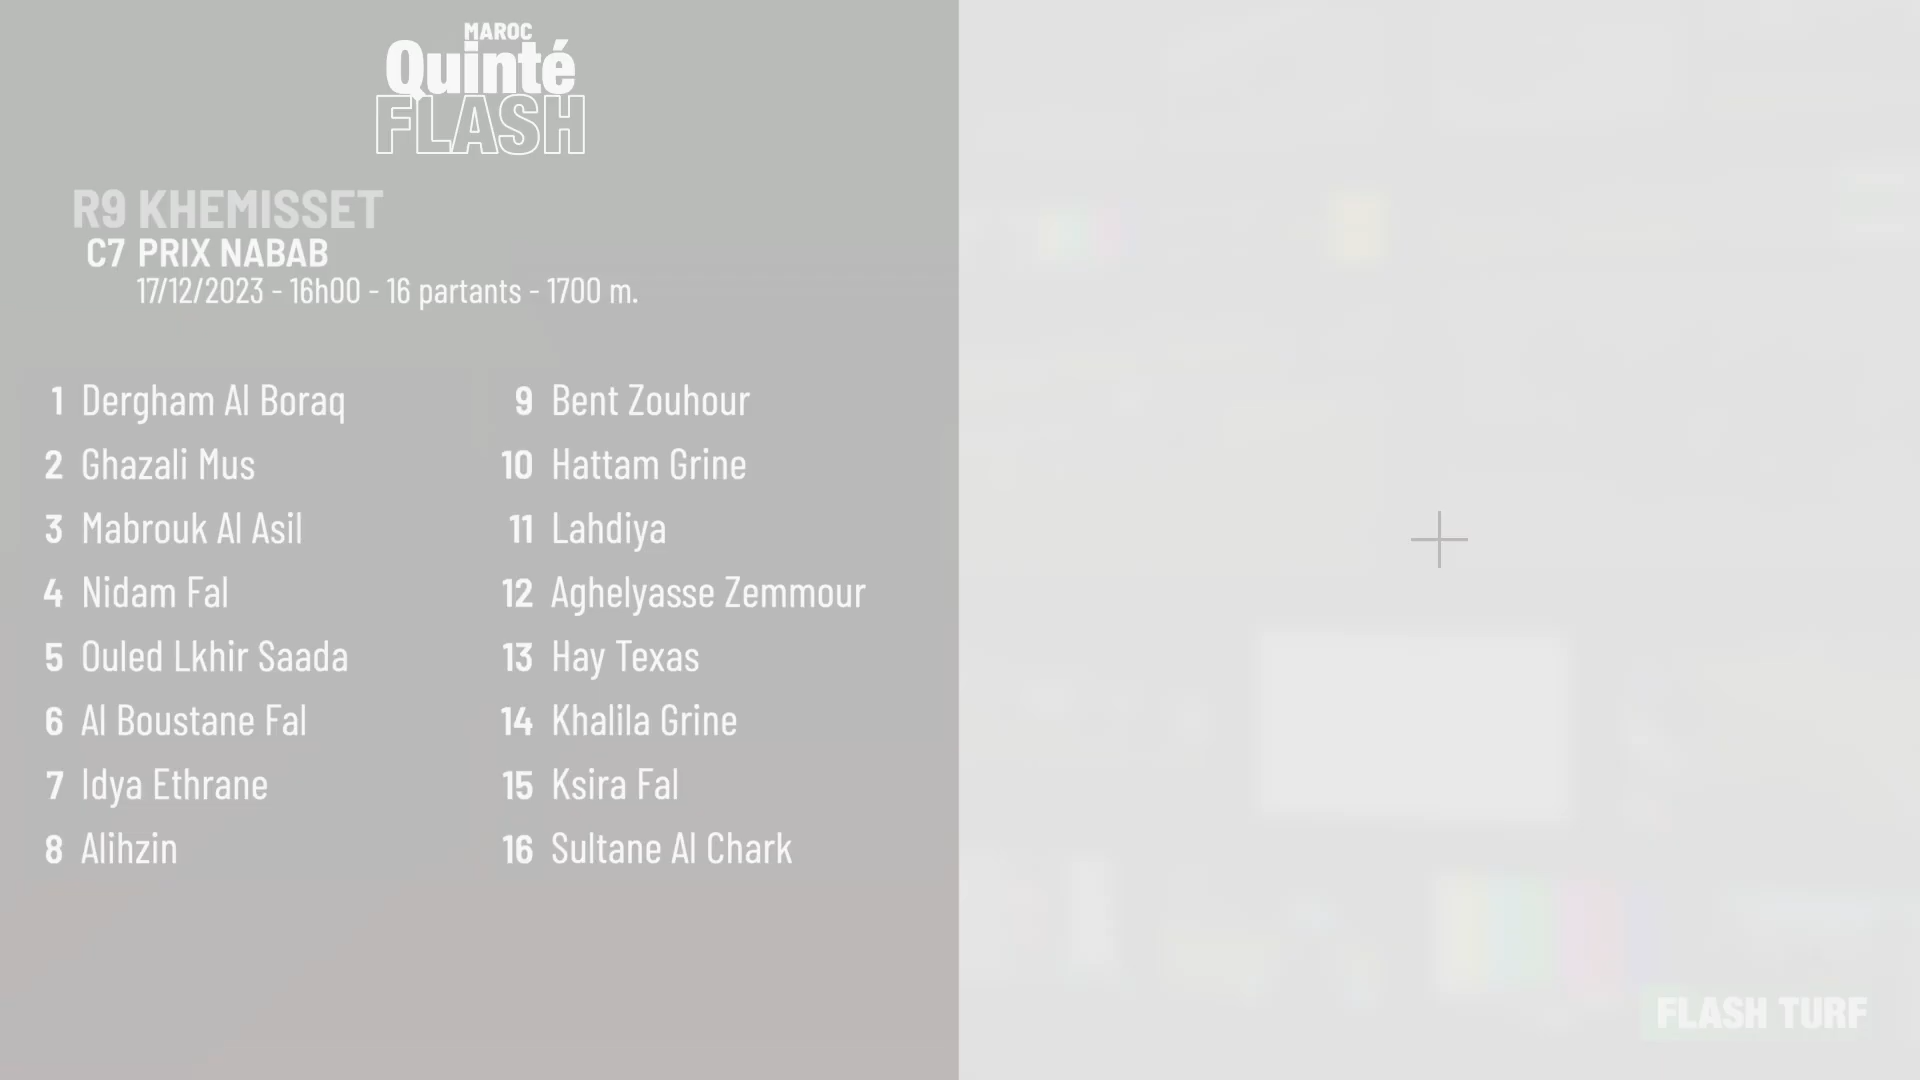 MAROC
Quinté
FLASH
R9 KHEMISSET
C7 PRIX NABAB
17/12/2023 - 16h00 - 16 partants - 1700 m.
1 Dergham Al Boraq
2 Ghazali Mus
3 Mabrouk Al Asil
4 Nidam Fal
5 Ouled Lkhir Saada
6 Al Boustane Fal
7 Idya Ethrane
8 Alihzin
9 Bent Zouhour
10 Hattam Grine
11 Lahdiya
12 Aghelyasse Zemmour
13 Hay Texas
14 Khalila Grine
15 Ksira Fal
16 Sultane Al Chark
FLASH TURF